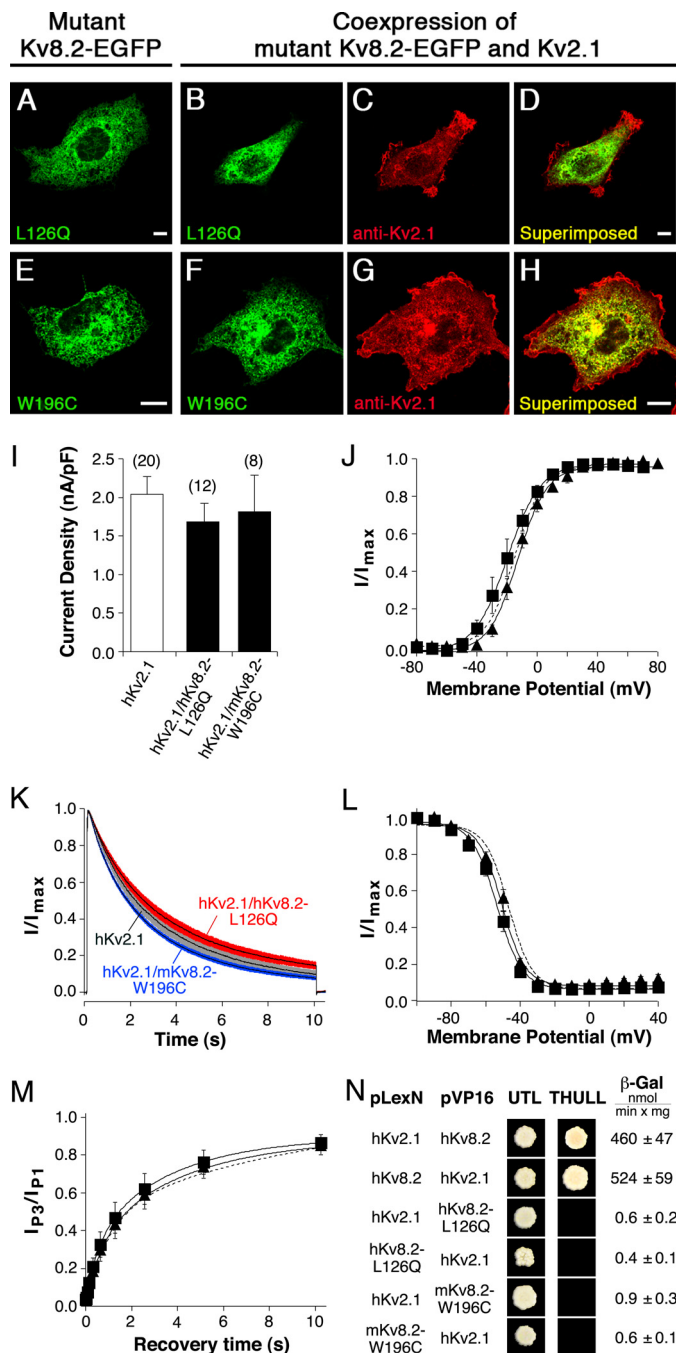 Mutant
Kv8.2-EGFP
Coexpression of
mutant Kv8.2-EGFP and Kv2.1
A
L126Q
B
L126Q
C
anti-Kv2.1
D
Superimposed
E
W196C
F
W196C
G
anti-Kv2.1
H
Superimposed
I
Current Density (nA/pF)
2.5
2.0
1.5
1.0
0.5
0.0
(20)
(12)
(8)
hKv2.1
hKv2.1/hKv8.2-
L126Q
hKv2.1/mKv8.2-
W196C
J
I/Imax
1.0
0.8
0.6
0.4
0.2
0.0
-80 -40 0 40 80
Membrane Potential (mV)
K
I/Imax
1.0
0.8
0.6
0.4
0.2
0.0
hKv2.1/hKv8.2-
L126Q
hKv2.1
hKv2.1/mKv8.2-
W196C
0 2 4 6 8 10
Time (s)
L
I/Imax
1.0
0.8
0.6
0.4
0.2
0.0
-80 -40 0 40
Membrane Potential (mV)
M
IP3/IP1
1.0
0.8
0.6
0.4
0.2
0.0
0 2 4 6 8 10
Recovery time (s)
N
pLexN pVP16 UTL THULL β-Gal
nmol
min x mg
hKv2.1 hKv8.2 460 ± 47
hKv8.2 hKv2.1 524 ± 59
hKv2.1 hKv8.2-
L126Q 0.6 ± 0.2
hKv8.2-
L126Q hKv2.1 0.4 ± 0.1
hKv2.1 mKv8.2-
W196C 0.9 ± 0.3
mKv8.2-
W196C hKv2.1 0.6 ± 0.1